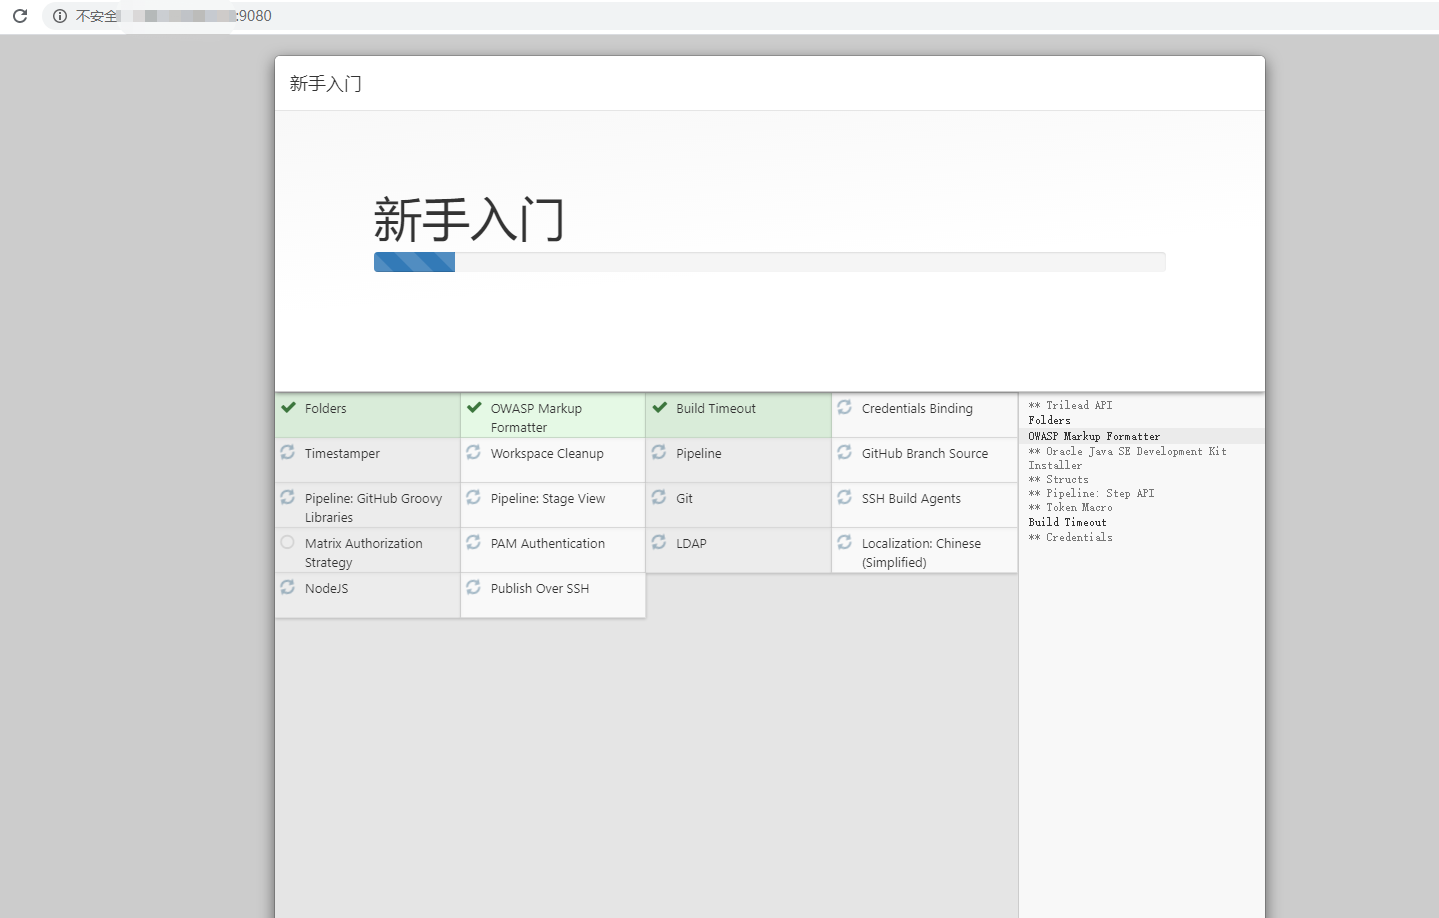 不安全
:9080
新手入门
新手入门
Folders
OWASP Markup
Formatter
Build Timeout
Credentials Binding
Timestamper
Workspace Cleanup
Pipeline
GitHub Branch Source
Pipeline: GitHub Groovy
Libraries
Pipeline: Stage View
Git
SSH Build Agents
Matrix Authorization
Strategy
PAM Authentication
LDAP
Localization: Chinese
(Simplified)
NodeJS
Publish Over SSH
** Trilead API
Folders
OWASP Markup Formatter
** Oracle Java SE Development Kit
Installer
** Structs
** Pipeline: Step API
** Token Macro
Build Timeout
** Credentials